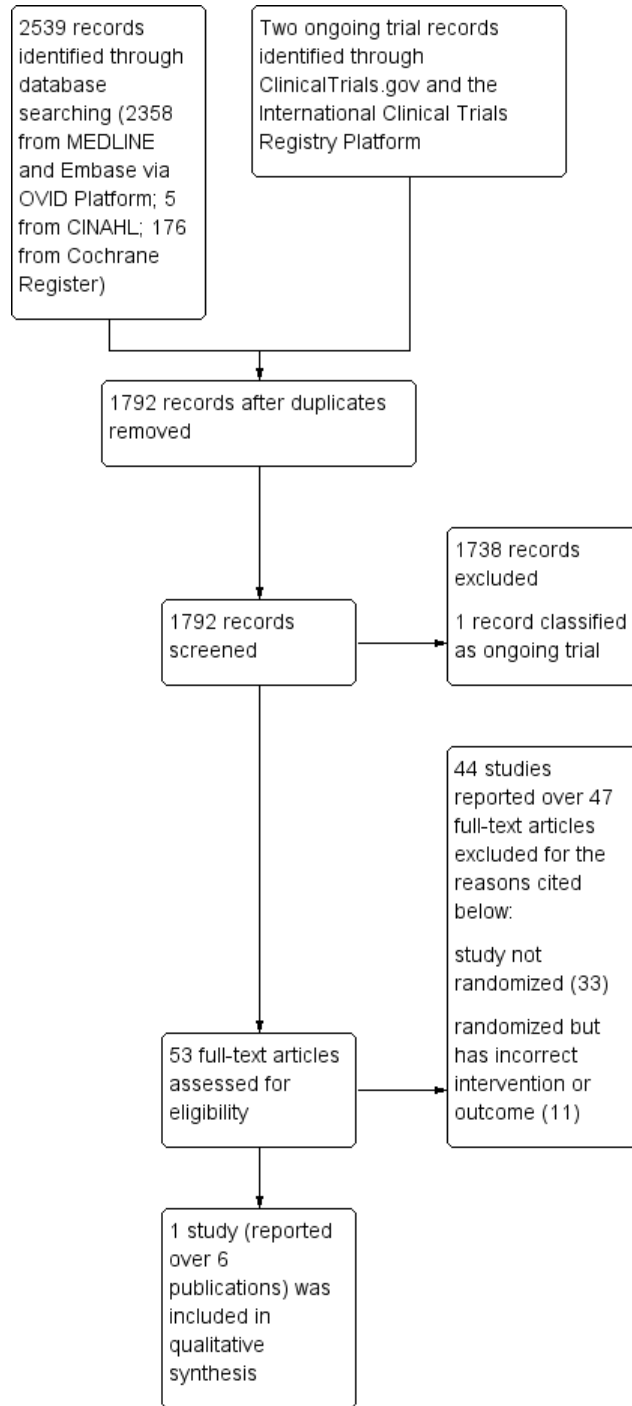 2539 records
identified through
database
searching (2358
from MEDLINE
and Embase via
OVID Platform; 5
from CINAHL; 176
from Cochrane
Register)
Two ongoing trial records
identified through
ClinicalTrials.gov and the
International Clinical Trials
Registry Platform
1792 records after duplicates
removed
1792 records
screened
1738 records
excluded
1 record classified
as ongoing trial
53 full-text articles
assessed for
eligibility
44 studies
reported over 47
full-text articles
excluded for the
reasons cited
below:
study not
randomized (33)
randomized but
has incorrect
intervention or
outcome (11)
1 study (reported
over 6
publications) was
included in
qualitative
synthesis